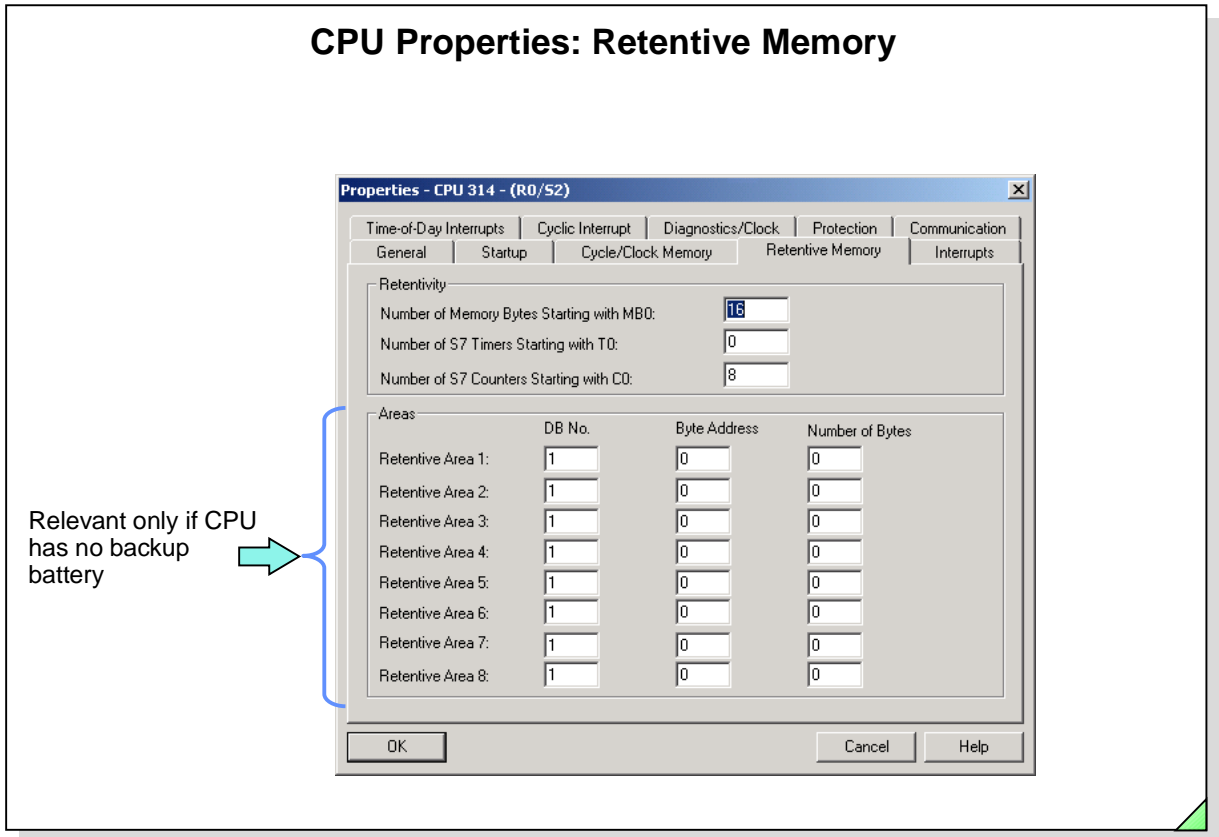 CPU Properties: Retentive Memory
Properties - CPU 314 - (R0/S2)
Time-of-Day Interrupts Cyclic Interrupt Diagnostics/Clock Protection Communication
General Startup Cycle/Clock Memory Retentive Memory Interrupts
Retentivity
Number of Memory Bytes Starting with MB0: 16
Number of S7 Timers Starting with T0: 0
Number of S7 Counters Starting with C0: 8
Areas
DB No. Byte Address Number of Bytes
Retentive Area 1: 1 0 0
Retentive Area 2: 1 0 0
Retentive Area 3: 1 0 0
Retentive Area 4: 1 0 0
Retentive Area 5: 1 0 0
Retentive Area 6: 1 0 0
Retentive Area 7: 1 0 0
Retentive Area 8: 1 0 0
Relevant only if CPU
has no backup
battery
OK Cancel Help